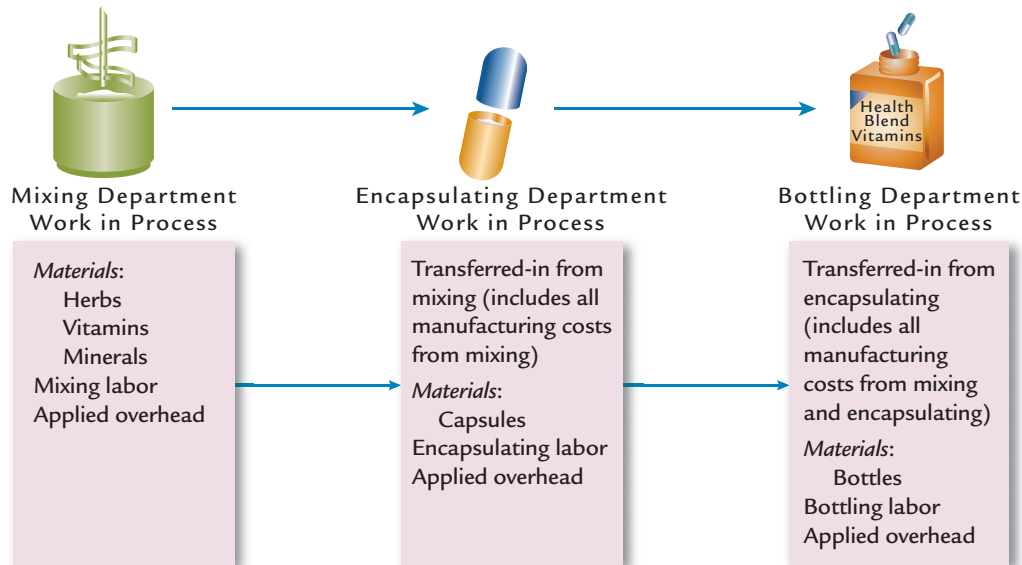 Health
Blend
Vitamins
Mixing Department
Work in Process
Encapsulating Department
Work in Process
Bottling Department
Work in Process
Materials:
Herbs
Vitamins
Minerals
Mixing labor
Applied overhead
Transferred-in from
mixing (includes all
manufacturing costs
from mixing)
Materials:
Capsules
Encapsulating labor
Applied overhead
Transferred-in from
encapsulating
(includes all
manufacturing
costs from mixing
and encapsulating)
Materials:
Bottles
Bottling labor
Applied overhead